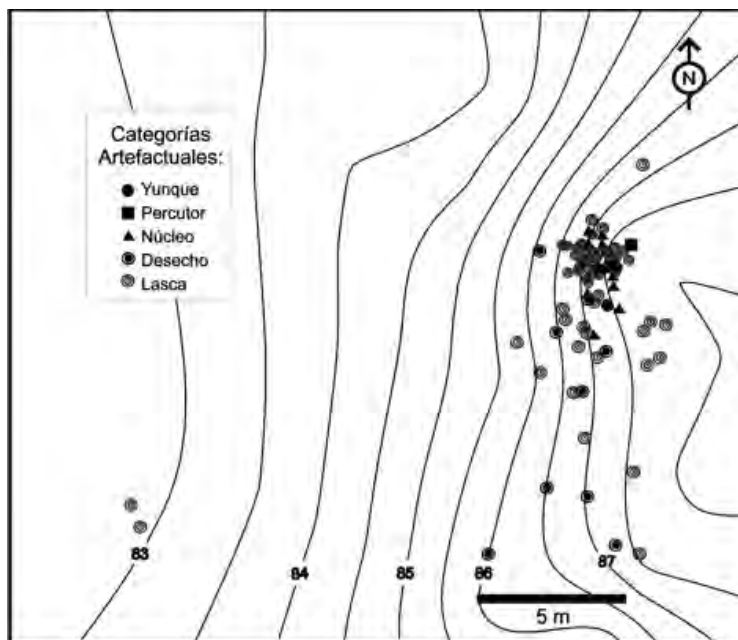 N
Categorías
Artefactuales:
Yunque
Percutor
Núcleo
Desecho
Lasca
83
84
85
86
87
5 m